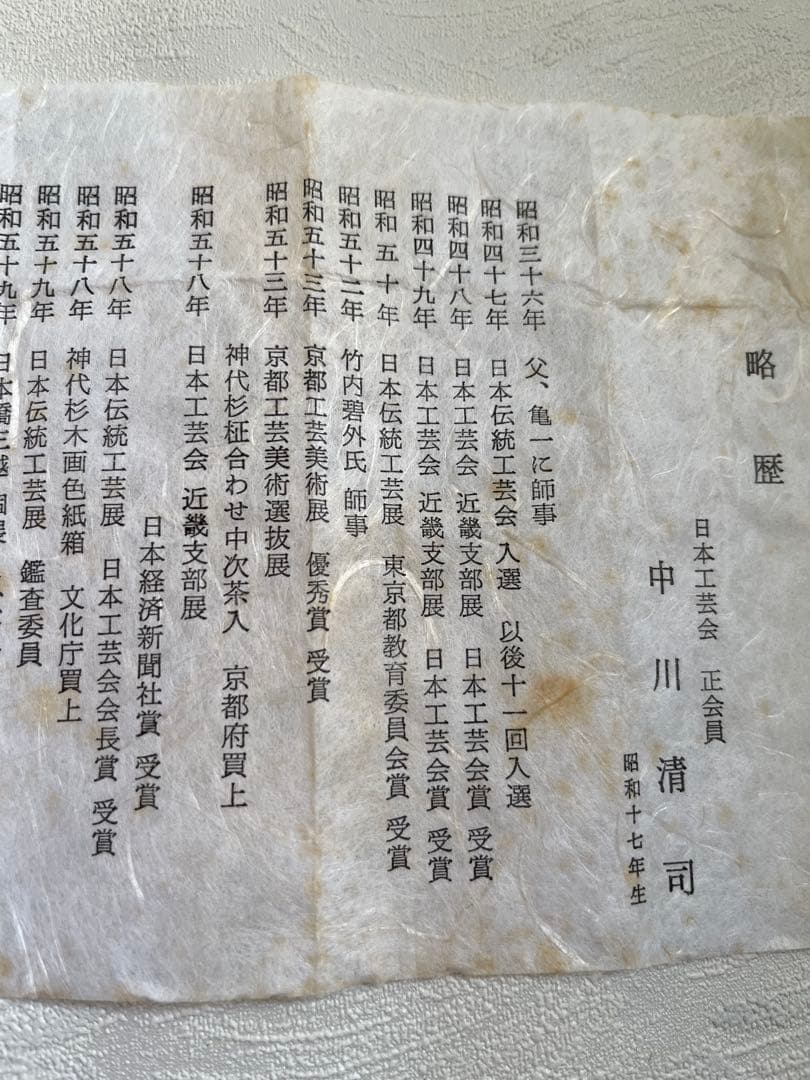 略歴
日本工芸会 正会員
中川清司
昭和十七年生
昭和三十六年 父、亀一に師事
昭和四十七年 日本伝統工芸会 入選 以後十一回入選
昭和四十八年 日本工芸会 近畿支部展 日本工芸会賞 受賞
昭和四十九年 日本工芸会 近畿支部展 日本工芸会賞 受賞
昭和五十年 日本伝統工芸展 東京都教育委員会賞 受賞
昭和五十二年 竹内碧外氏 師事
昭和五十三年 京都工芸美術展 優秀賞 受賞
昭和五十三年 京都工芸美術選抜展
神代杉柾合わせ中次茶入 京都府買上
昭和五十八年 日本工芸会 近畿支部展
日本経済新聞社賞 受賞
昭和五十八年 日本伝統工芸展 日本工芸会会長賞 受賞
昭和五十八年 神代杉木画色紙箱 文化庁買上
昭和五十九年 日本伝統工芸展 鑑査委員
昭和五十九年 日本橋三越 個展